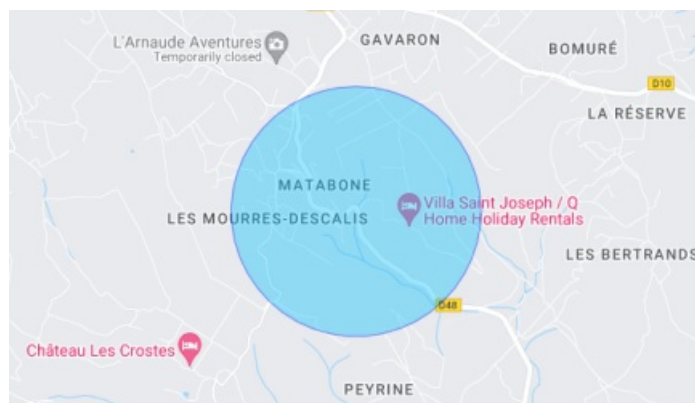 GAVARON
L'Arnaude Aventures
Temporarily closed
BOMURÉ
D10
LA RÉSERVE
MATABONE
Villa Saint Joseph / Q
Home Holiday Rentals
LES MOURRES-DESCALIS
LES BERTRANDS
D48
Château Les Crostes
PEYRINE